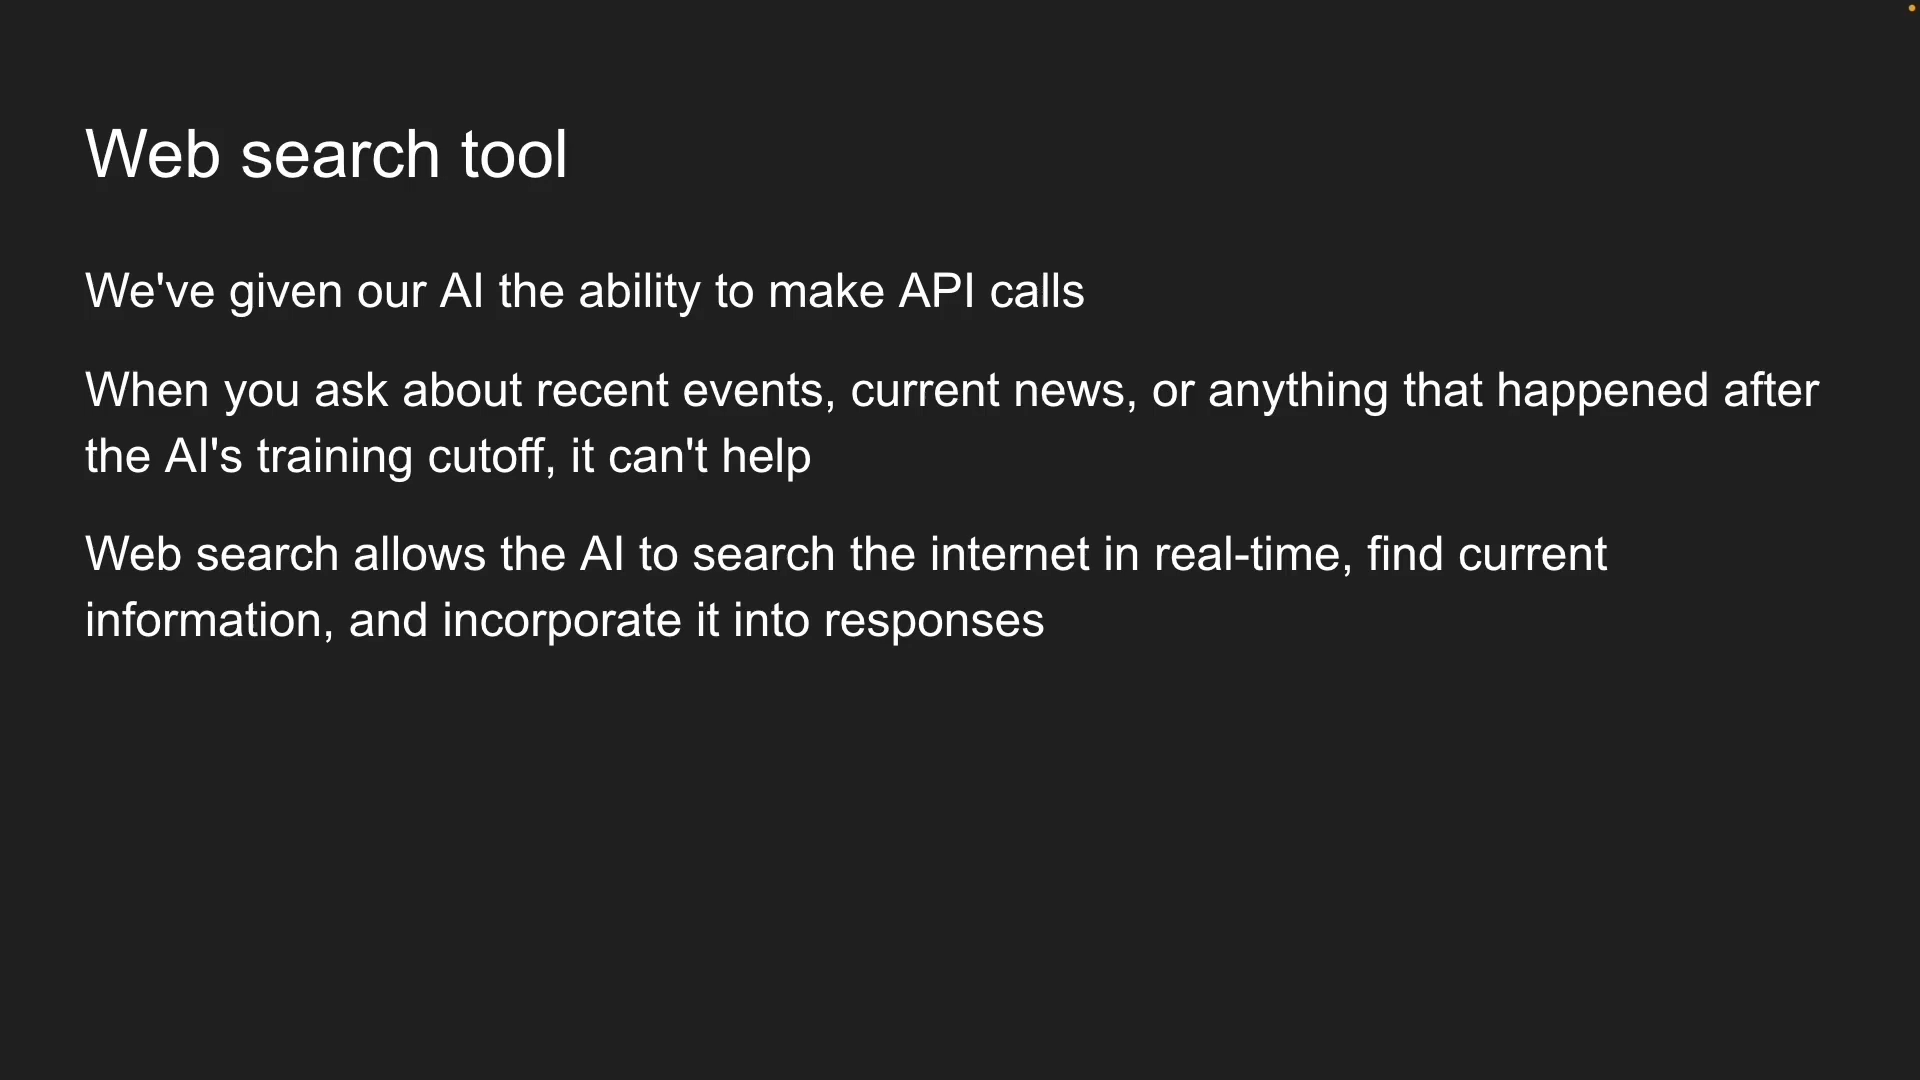 Web search tool
We've given our AI the ability to make API calls
When you ask about recent events, current news, or anything that happened after
the AI's training cutoff, it can't help
Web search allows the AI to search the internet in real-time, find current
information, and incorporate it into responses